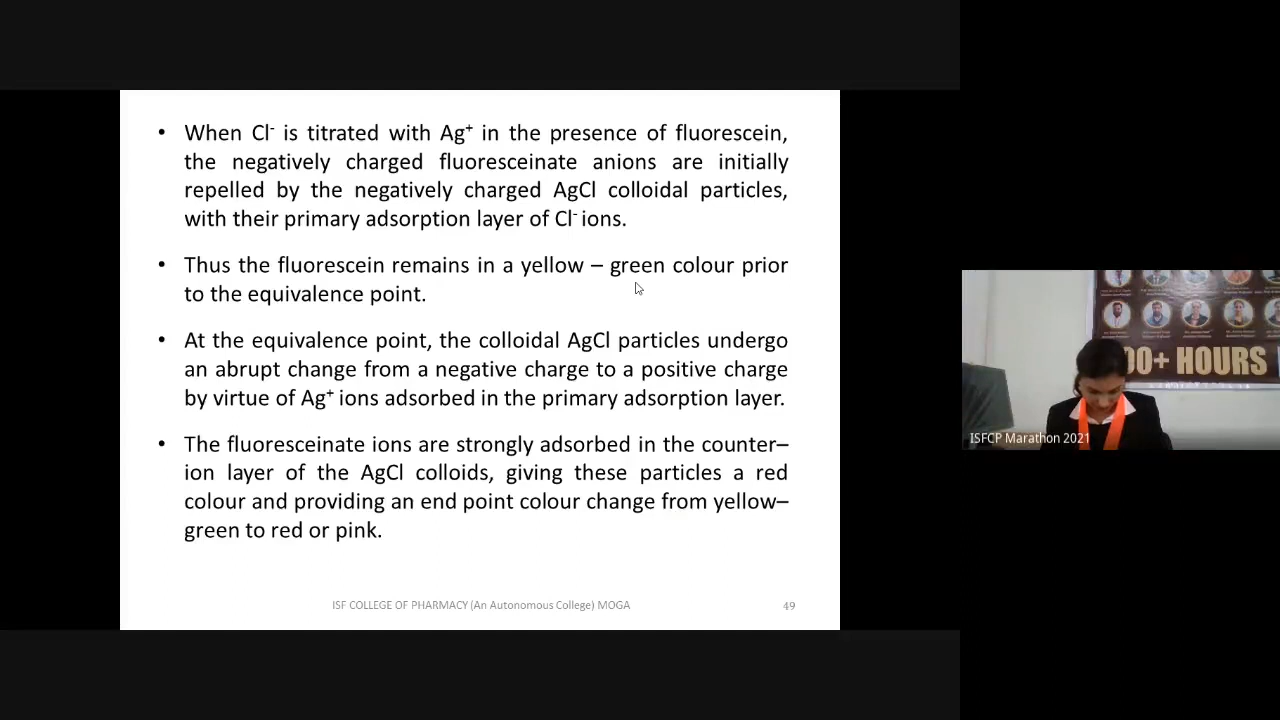 • When Cl⁻ is titrated with Ag⁺ in the presence of fluorescein,
the negatively charged fluoresceinate anions are initially
repelled by the negatively charged AgCl colloidal particles,
with their primary adsorption layer of Cl⁻ ions.
• Thus the fluorescein remains in a yellow – green colour prior
to the equivalence point.
• At the equivalence point, the colloidal AgCl particles undergo
an abrupt change from a negative charge to a positive charge
by virtue of Ag⁺ ions adsorbed in the primary adsorption layer.
• The fluoresceinate ions are strongly adsorbed in the counter–
ion layer of the AgCl colloids, giving these particles a red
colour and providing an end point colour change from yellow–
green to red or pink.
ISF COLLEGE OF PHARMACY (An Autonomous College) MOGA
49
00+ HOURS
ISFCP Marathon 2021